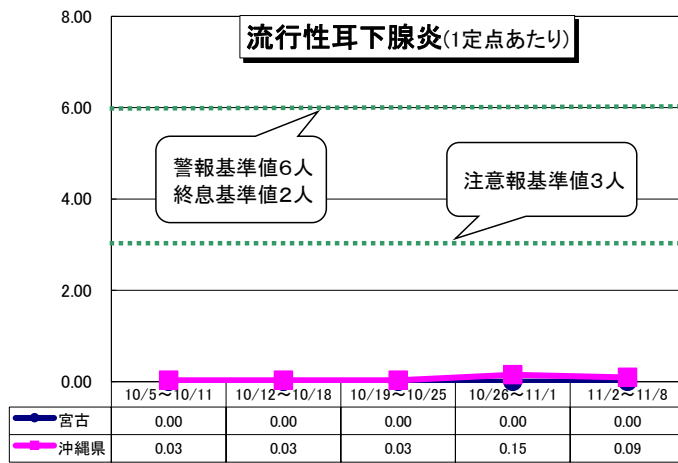 流行性耳下腺炎(1定点あたり)
8.00
6.00
4.00
2.00
0.00
警報基準値6人
終息基準値2人
注意報基準値3人
10/5～10/11 10/12～10/18 10/19～10/25 10/26～11/1 11/2～11/8
宮古 0.00 0.00 0.00 0.00 0.00
沖縄県 0.03 0.03 0.03 0.15 0.09